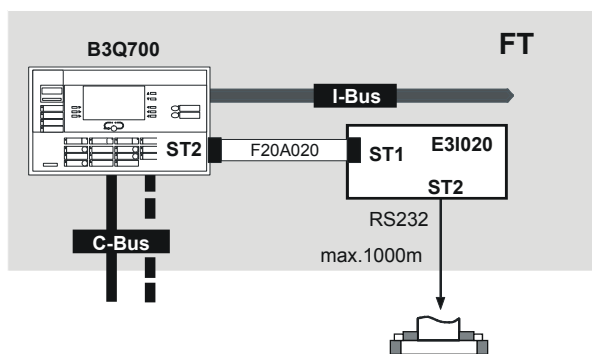 B3Q700
FT
I-Bus
ST2
F20A020
ST1
E3I020
ST2
RS232
C-Bus
max.1000m